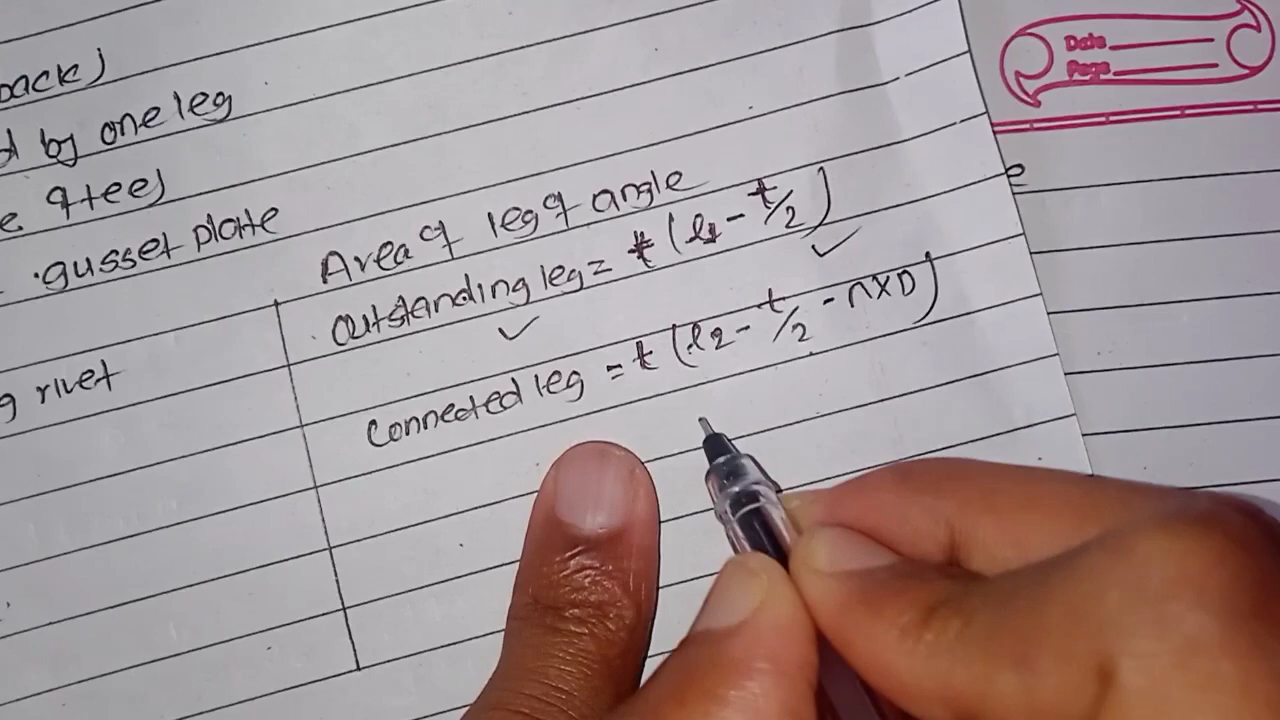 back)
by one leg
steel
gusset plate
Area of leg of angle
Outstanding leg = t (l1 - t/2)
rivet
Connected leg = t (l2 - t/2 - nxD)
Date
Page